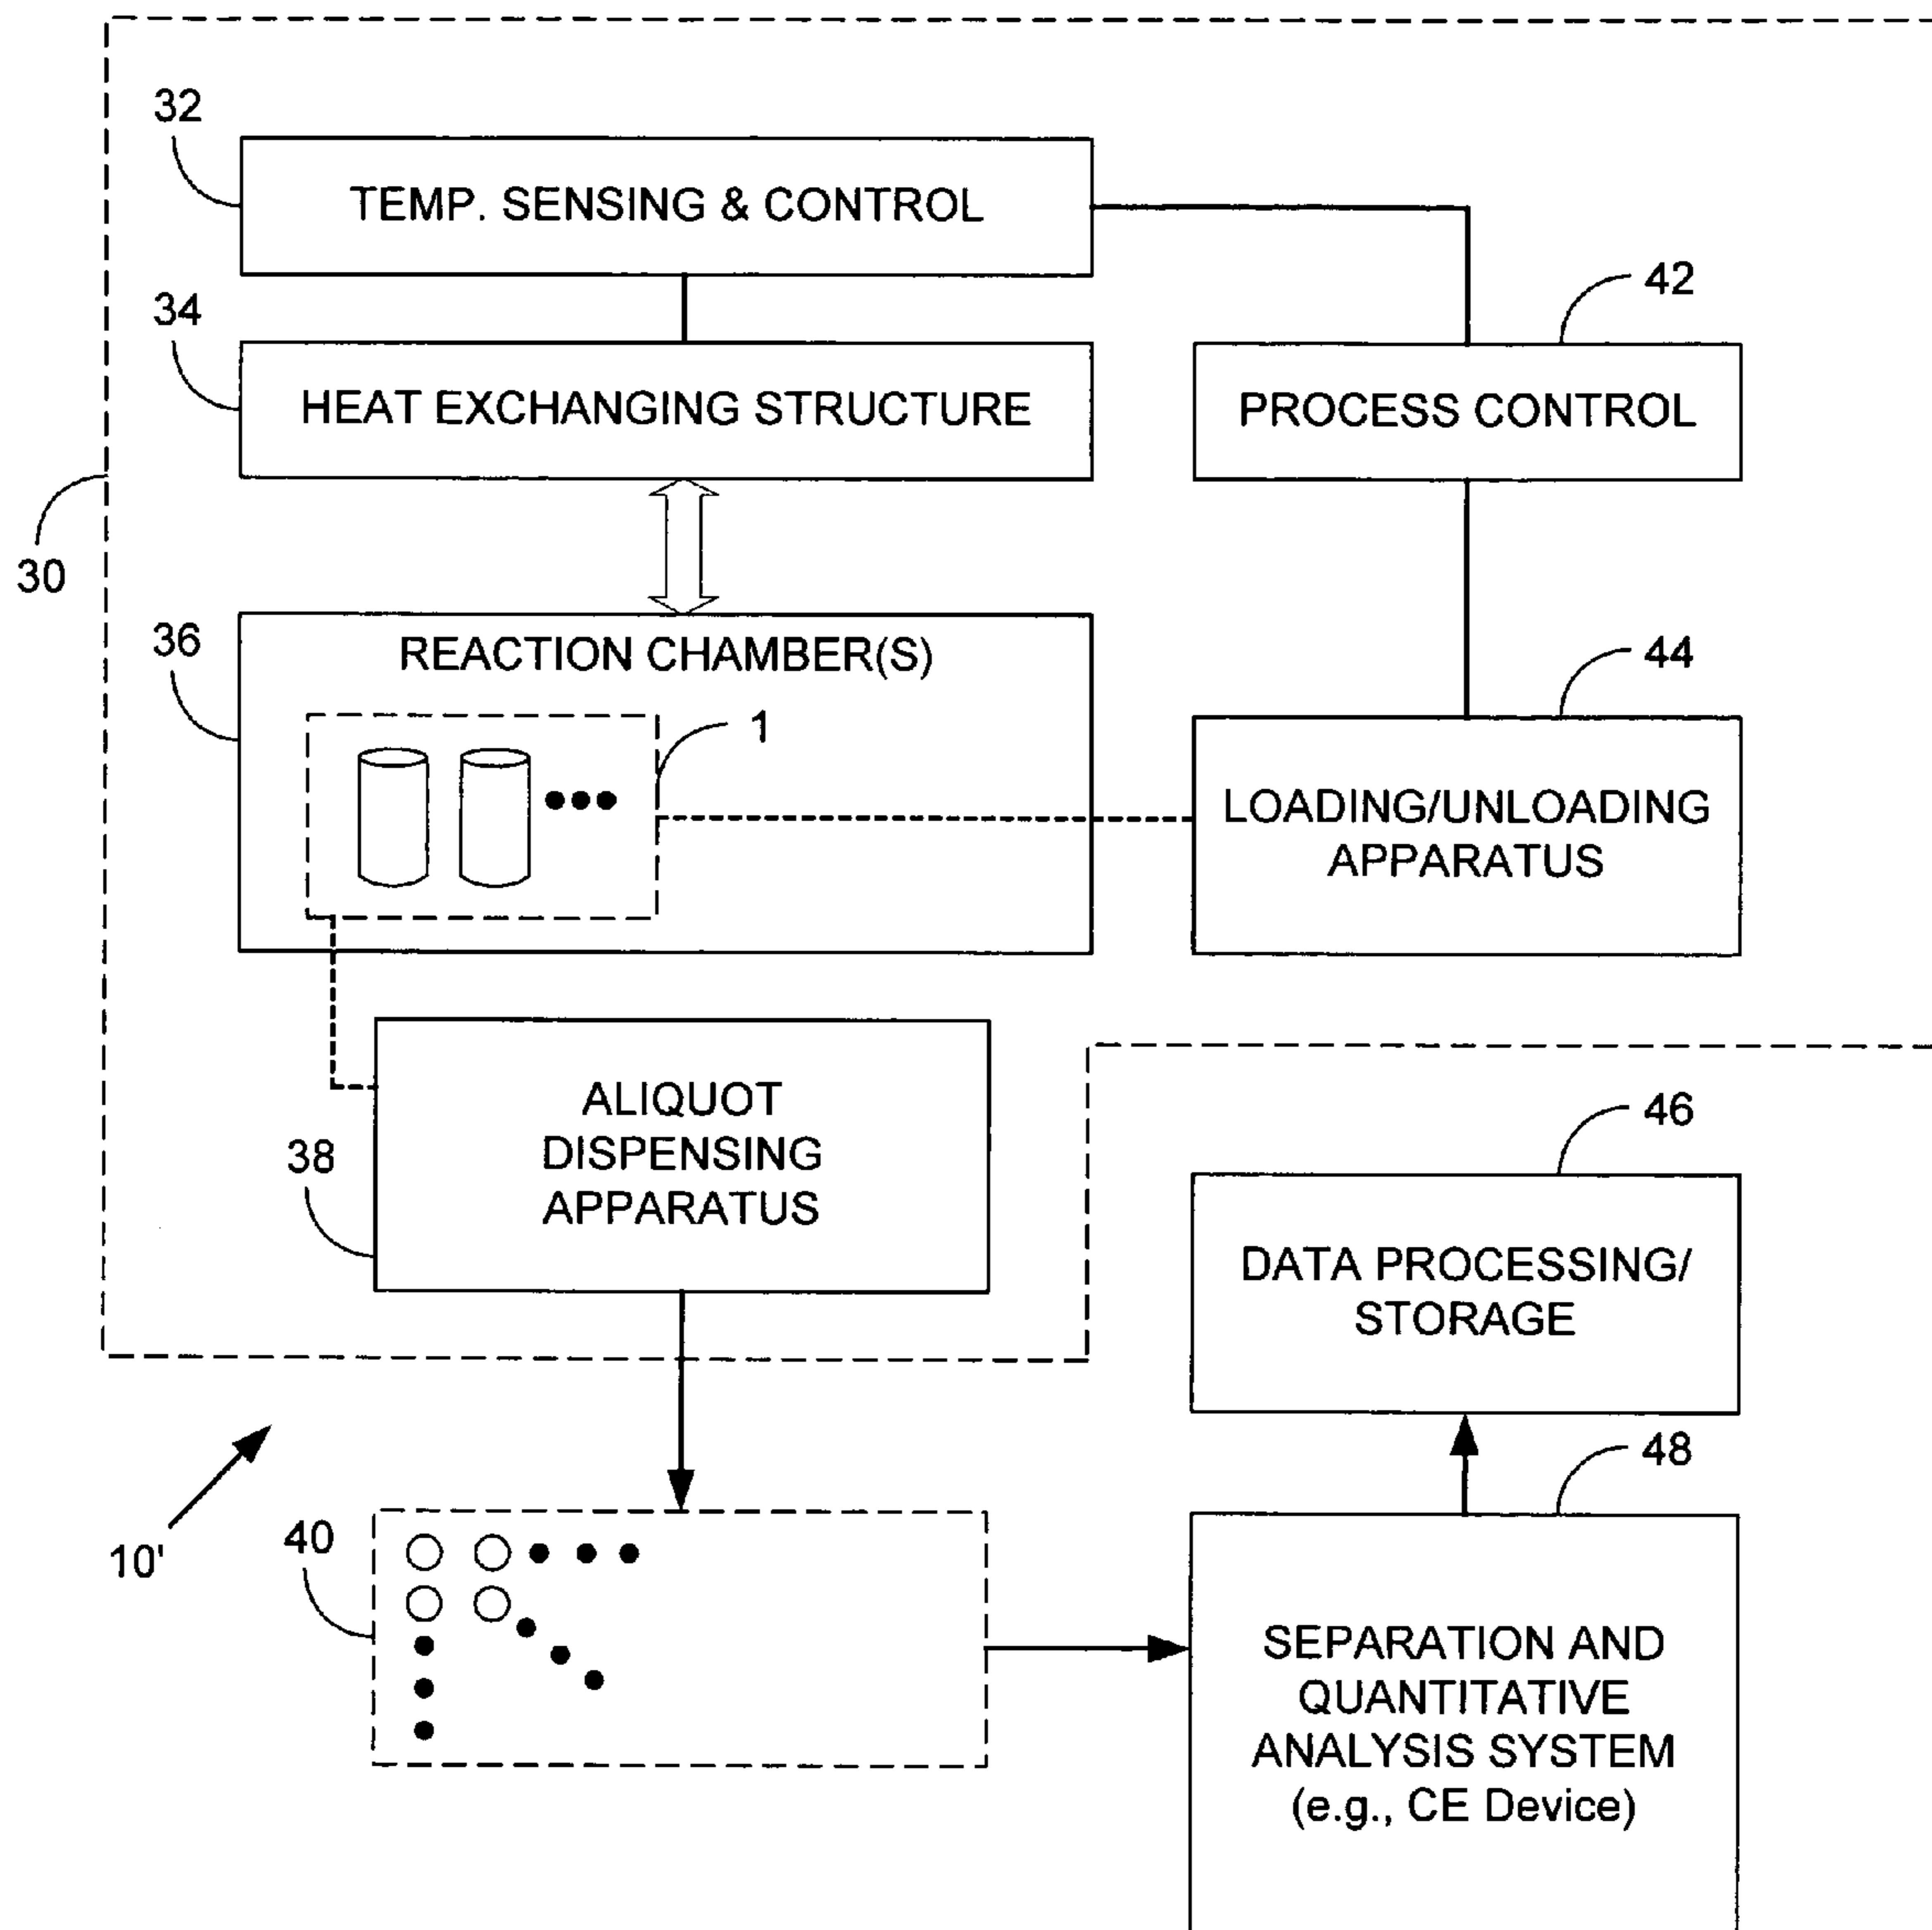 32
TEMP. SENSING & CONTROL
34
42
HEAT EXCHANGING STRUCTURE
PROCESS CONTROL
30
36
REACTION CHAMBER(S)
44
1
LOADING/UNLOADING
APPARATUS
38
ALIQUOT
DISPENSING
APPARATUS
46
DATA PROCESSING/
STORAGE
10'
40
48
SEPARATION AND
QUANTITATIVE
ANALYSIS SYSTEM
(e.g., CE Device)